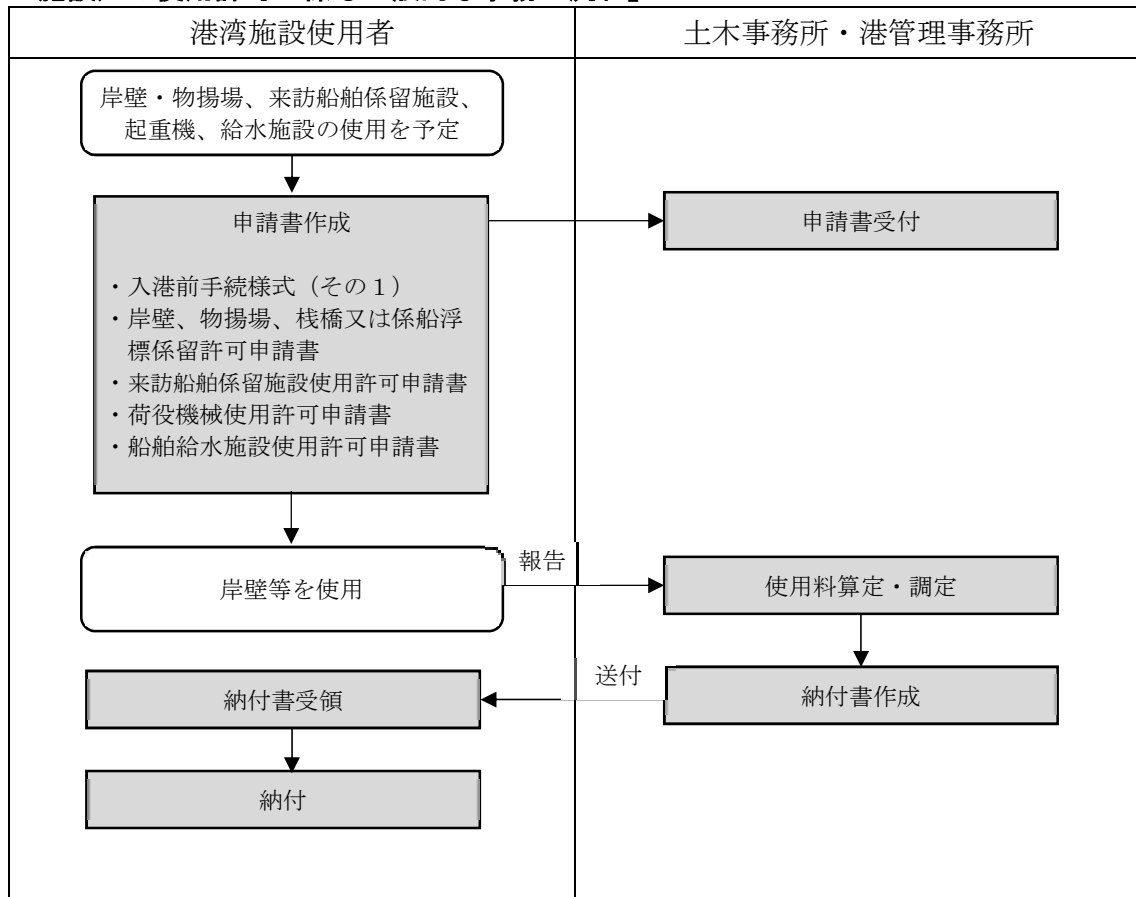 港湾施設使用者
土木事務所・港管理事務所
岸壁・物揚場、来訪船舶係留施設、
起重機、給水施設の使用を予定
申請書作成
申請書受付
・入港前手続様式（その１）
・岸壁、物揚場、桟橋又は係船浮
標係留許可申請書
・来訪船舶係留施設使用許可申請書
・荷役機械使用許可申請書
・船舶給水施設使用許可申請書
岸壁等を使用
報告
使用料算定・調定
送付
納付書受領
納付書作成
納付